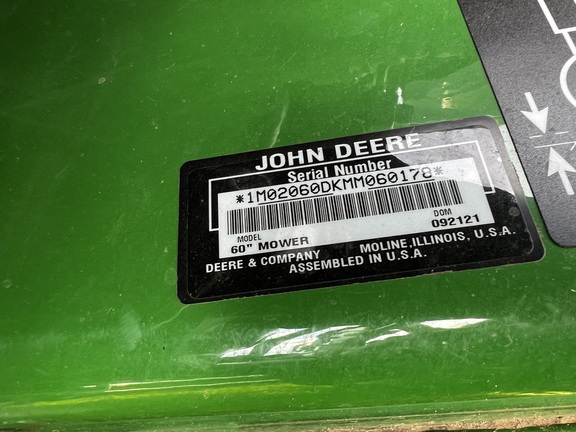 JOHN DEERE
Serial Number
*1M02060DKMM060178*
MODEL DOM
60" MOWER 092121
DEERE & COMPANY MOLINE, ILLINOIS, U.S.A.
ASSEMBLED IN U.S.A.